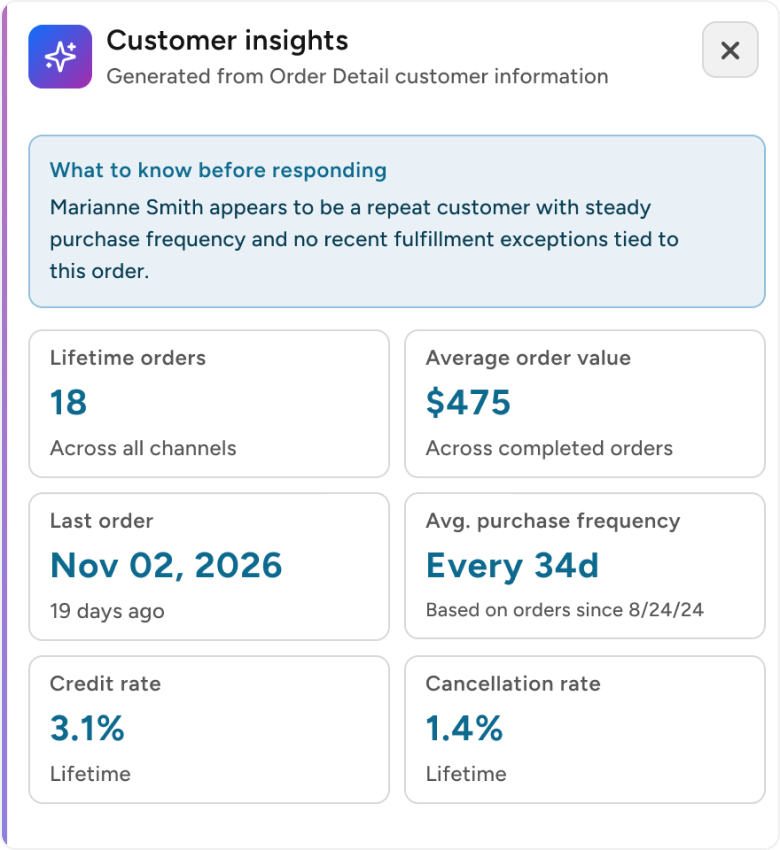 Customer insights
Generated from Order Detail customer information
What to know before responding
Marianne Smith appears to be a repeat customer with steady
purchase frequency and no recent fulfillment exceptions tied to
this order.
Lifetime orders
18
Across all channels
Average order value
$475
Across completed orders
Last order
Nov 02, 2026
19 days ago
Avg. purchase frequency
Every 34d
Based on orders since 8/24/24
Credit rate
3.1%
Lifetime
Cancellation rate
1.4%
Lifetime